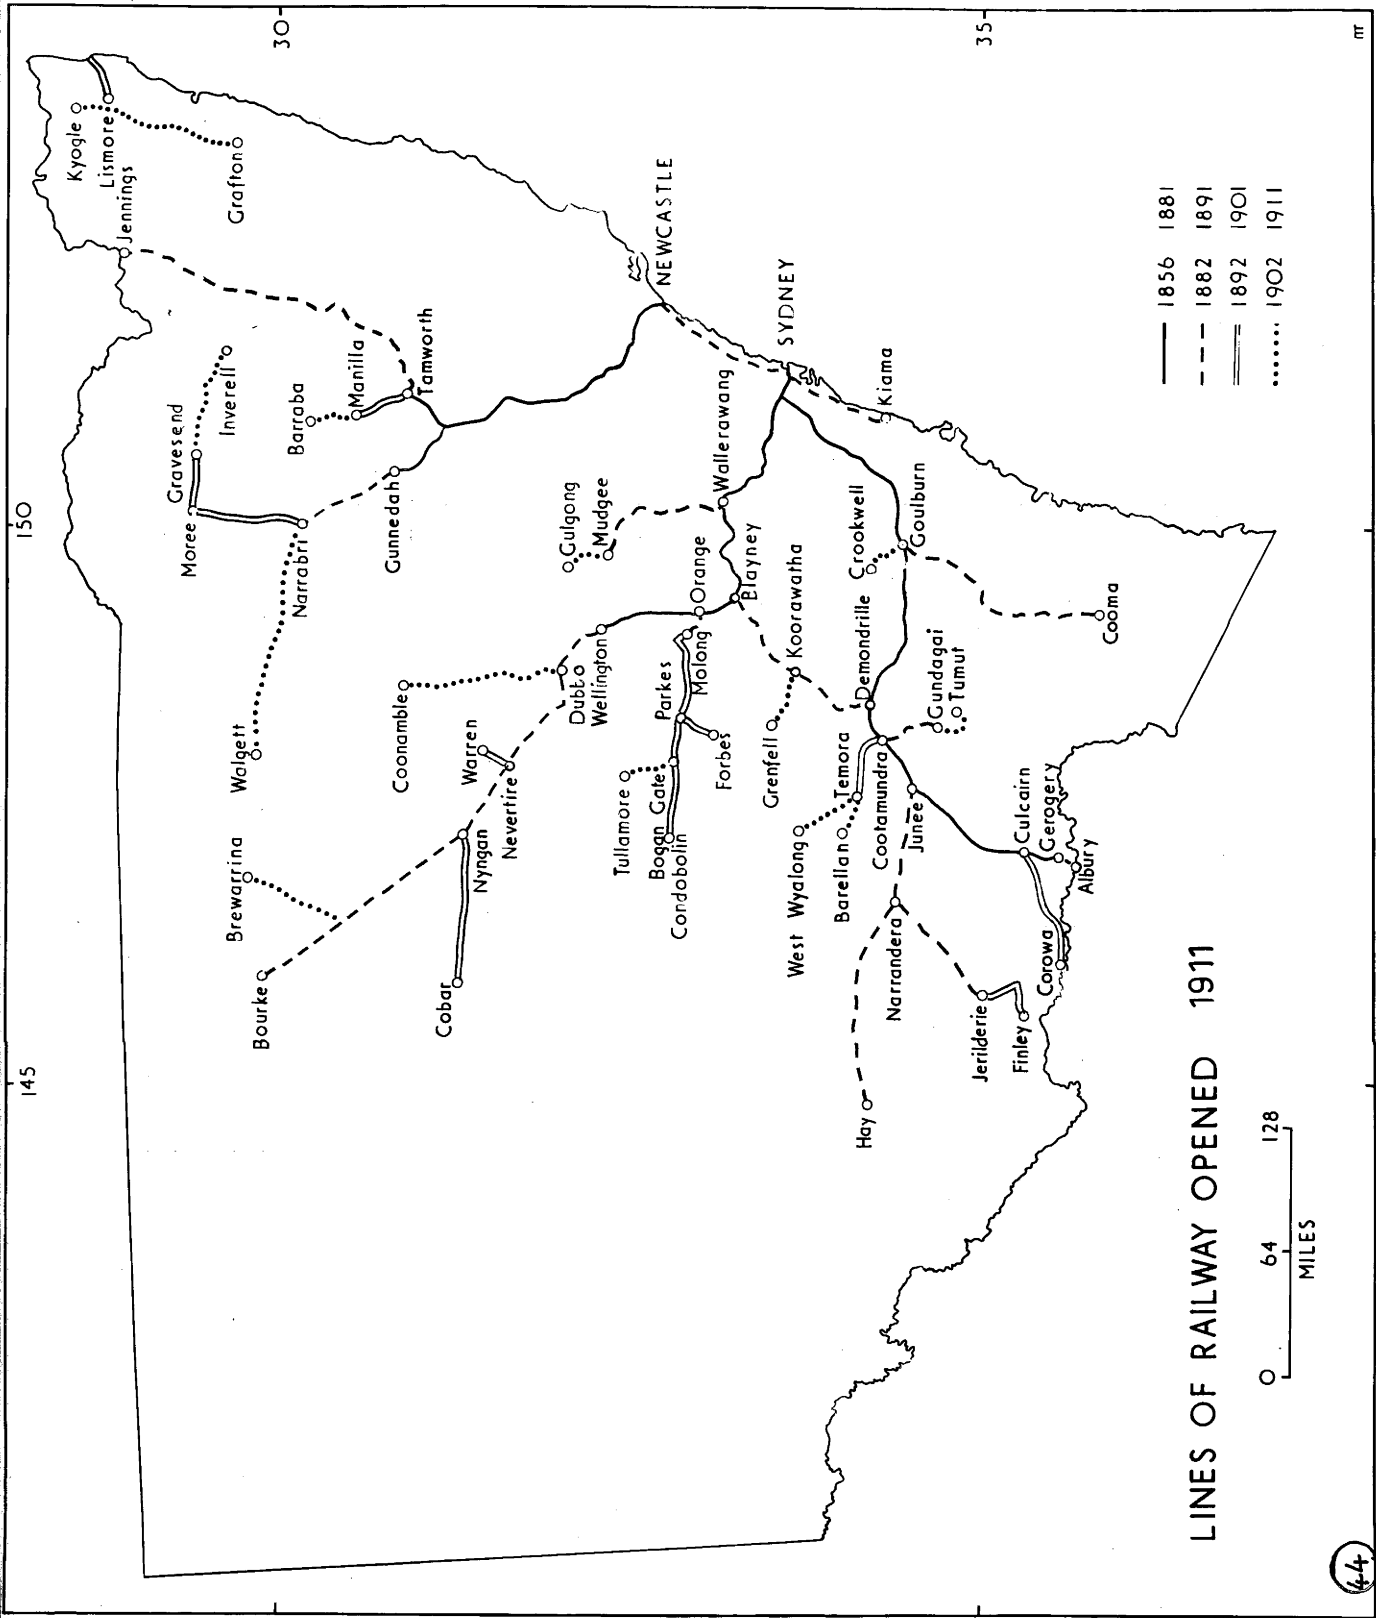 145
150
30
35
Kyogle
Lismore
Jennings
Grafton
Gravesend
Moree
Inverell
Barraba
Manilla
Tamworth
Narrabri
Gunnedah
Walgett
Brewarrina
Bourke
Coonamble
Warren
Nevertire
Nyngan
Cobar
Dubbo
Wellington
Gulgong
Mudgee
NEWCASTLE
SYDNEY
Wallerawang
Orange
Blayney
Molong
Parkes
Forbes
Tullamore
Bogan Gate
Condobolin
Koorawatha
Grenfell
Crookwell
Goulburn
Kiama
Demondrille
Gundagai
Tumut
Cooma
Temora
West Wyalong
Barellan
Cootamundra
Junee
Narrandera
Hay
Jerilderie
Finley
Culcairn
Gerogery
Albury
Corowa
1856 1881
1882 1891
1892 1901
1902 1911
LINES OF RAILWAY OPENED 1911
0 64 128
MILES
44